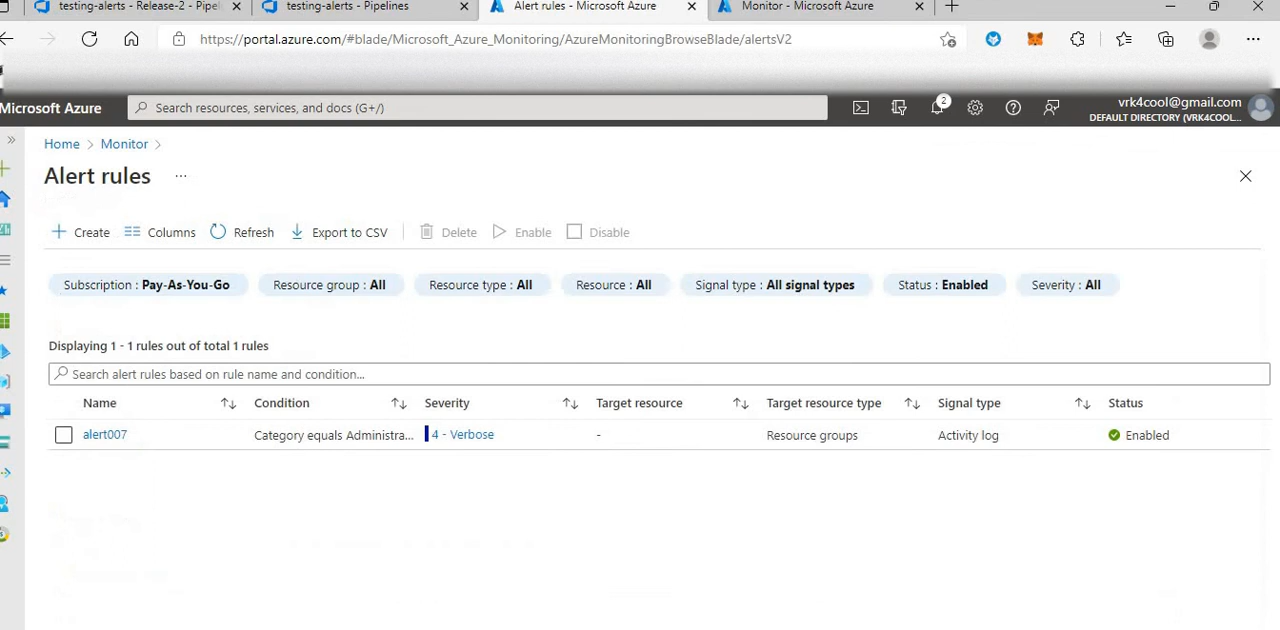 testing-alerts - Release-2 - Pipel
testing-alerts - Pipelines
Alert rules - Microsoft Azure
Monitor - Microsoft Azure
https://portal.azure.com/#blade/Microsoft_Azure_Monitoring/AzureMonitoringBrowseBlade/alertsV2
Microsoft Azure
Search resources, services, and docs (G+/)
2
vrk4cool@gmail.com
DEFAULT DIRECTORY (VRK4COOL...
Home > Monitor >
Alert rules ...
Create Columns Refresh Export to CSV Delete Enable Disable
Subscription : Pay-As-You-Go Resource group : All Resource type : All Resource : All Signal type : All signal types Status : Enabled Severity : All
Displaying 1 - 1 rules out of total 1 rules
Search alert rules based on rule name and condition...
Name Condition Severity Target resource Target resource type Signal type Status
alert007 Category equals Administra... 4 - Verbose - Resource groups Activity log Enabled